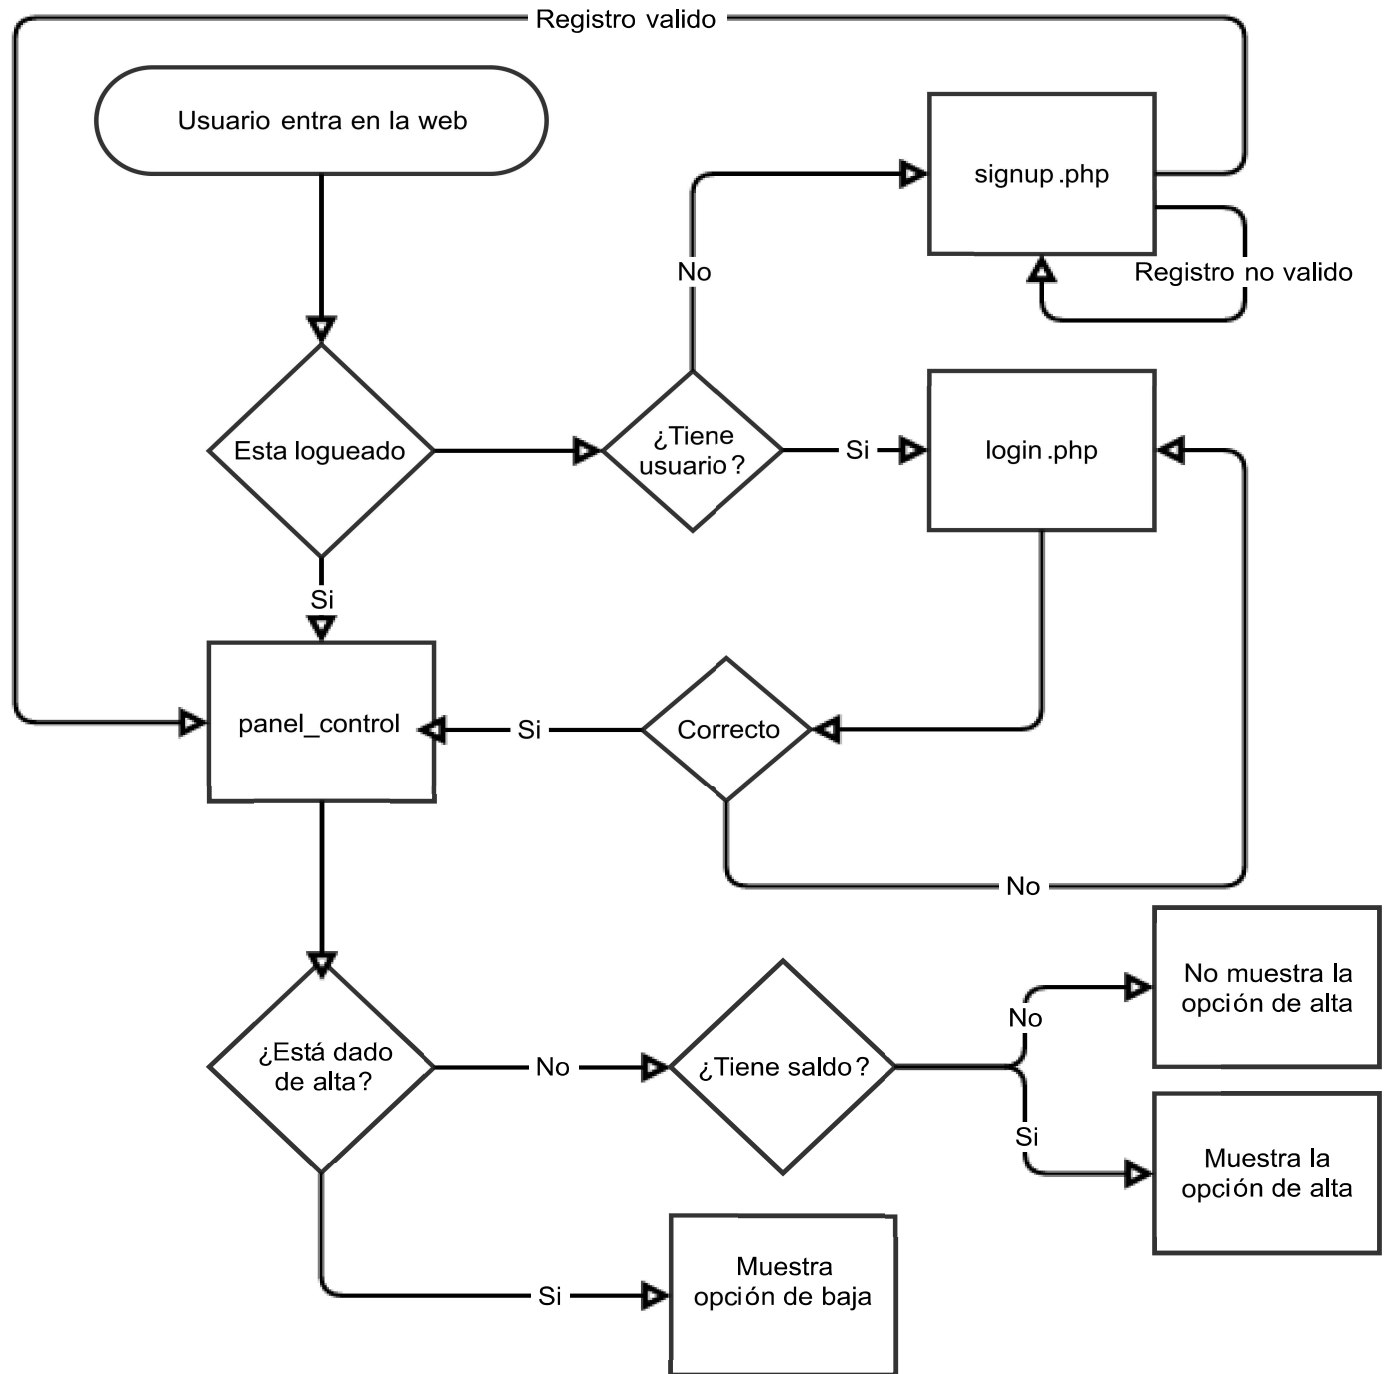 Registro valido
Usuario entra en la web
signup.php
No
Registro no valido
Esta logueado
¿Tiene
usuario?
Si
login.php
Si
panel_control
Si
Correcto
No
¿Está dado
de alta?
No
¿Tiene saldo?
No
No muestra la
opción de alta
Si
Muestra la
opción de alta
Si
Muestra
opción de baja